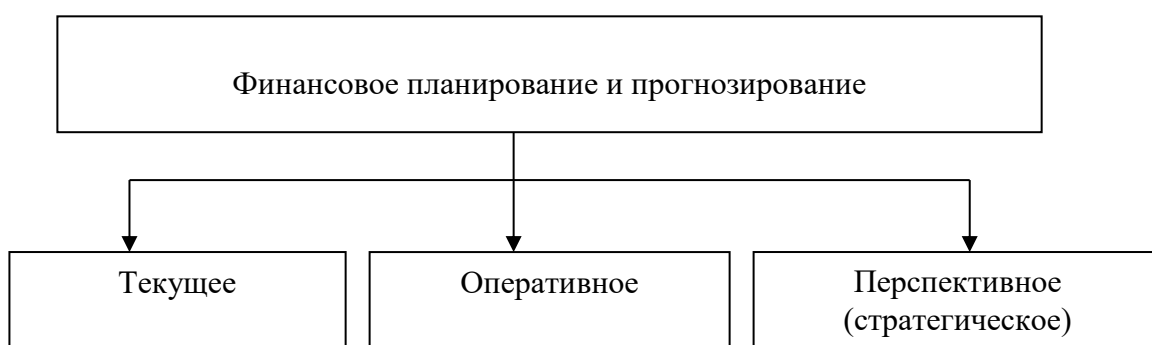 Финансовое планирование и прогнозирование
Текущее
Оперативное
Перспективное
(стратегическое)